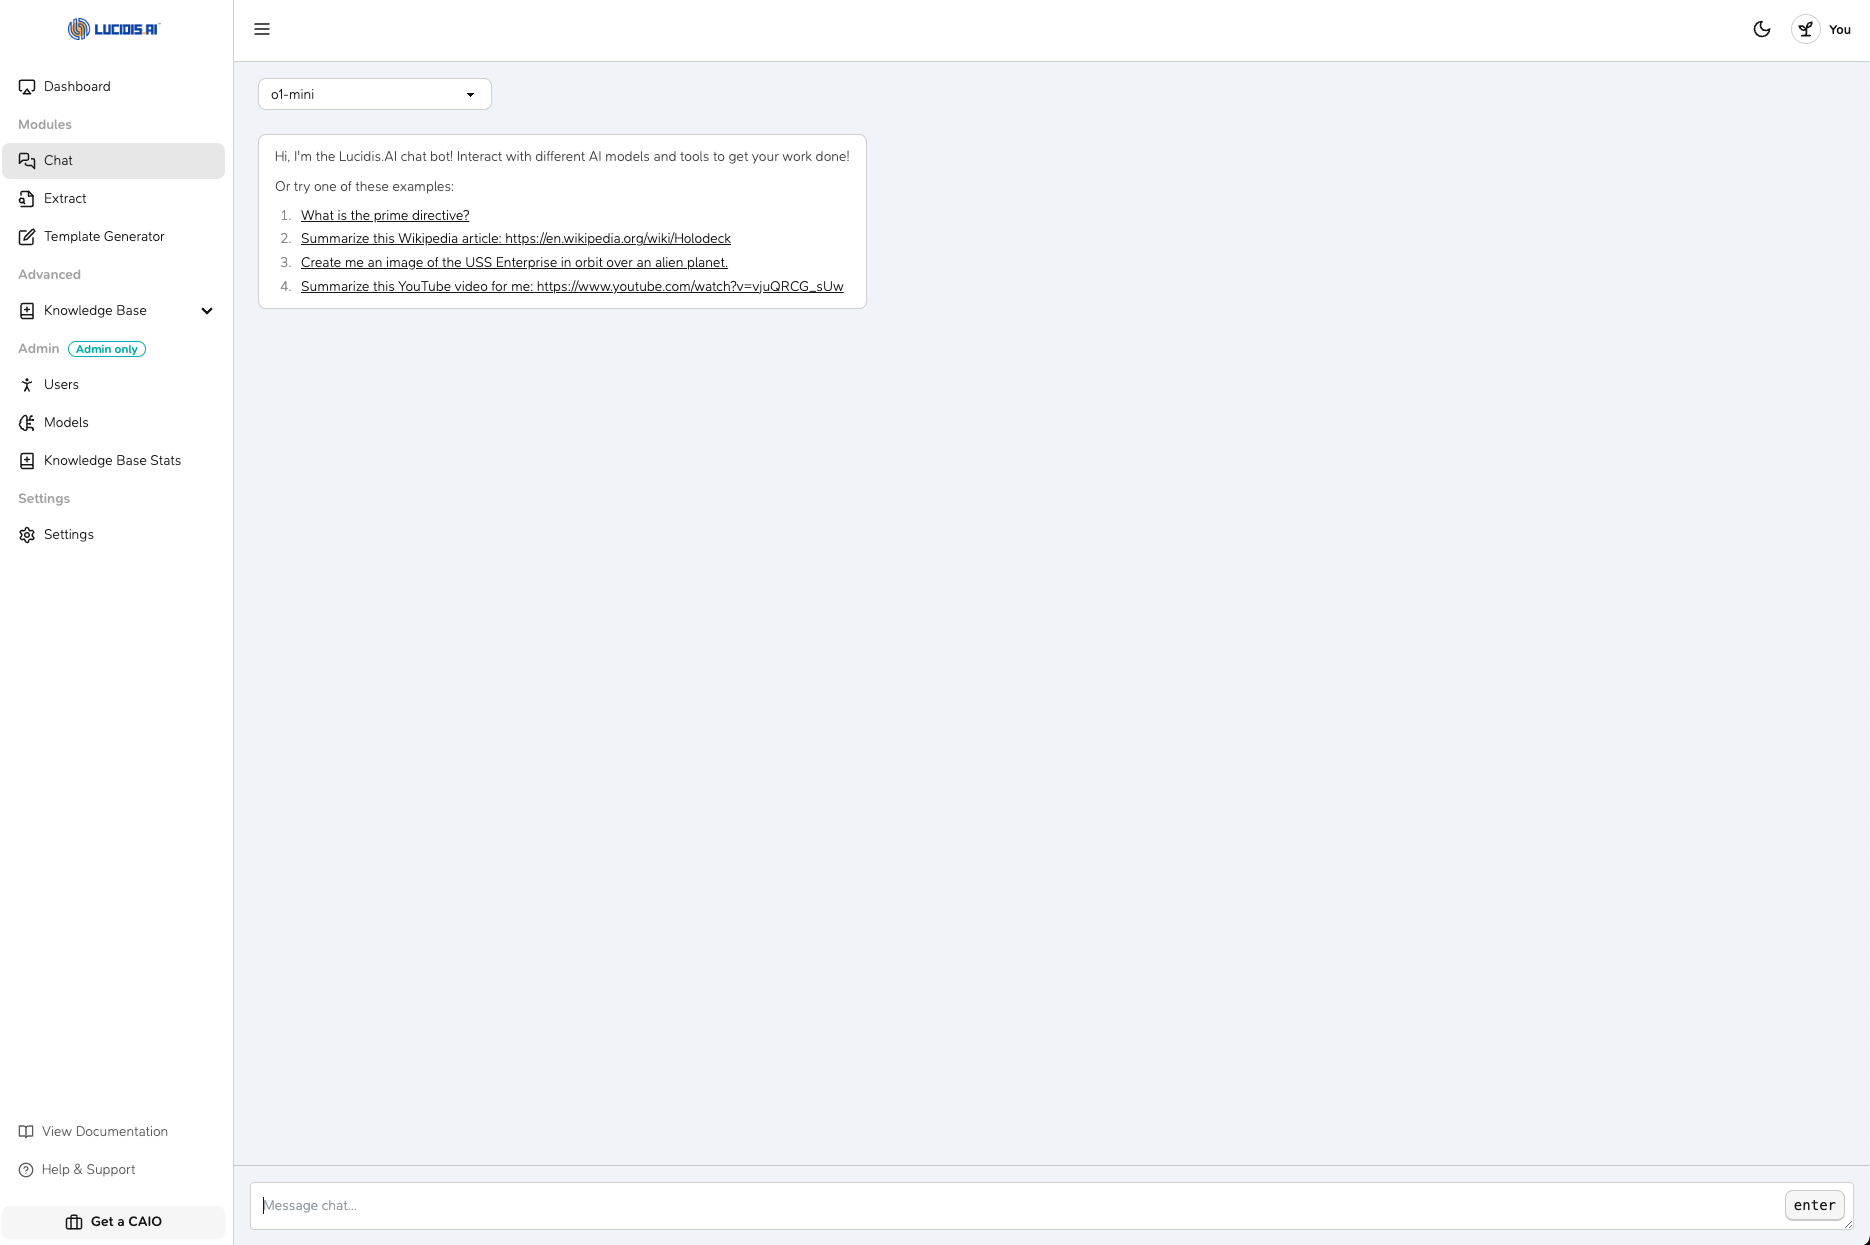 LUCIDIS.AI
You
Dashboard
Modules
Chat
Extract
Template Generator
Advanced
Knowledge Base
Admin Admin only
Users
Models
Knowledge Base Stats
Settings
Settings
View Documentation
Help & Support
Get a CAIO
o1-mini
Hi, I'm the Lucidis.AI chat bot! Interact with different AI models and tools to get your work done!
Or try one of these examples:
1. What is the prime directive?
2. Summarize this Wikipedia article: https://en.wikipedia.org/wiki/Holodeck
3. Create me an image of the USS Enterprise in orbit over an alien planet.
4. Summarize this YouTube video for me: https://www.youtube.com/watch?v=vjuQRCG_sUw
Message chat...
enter